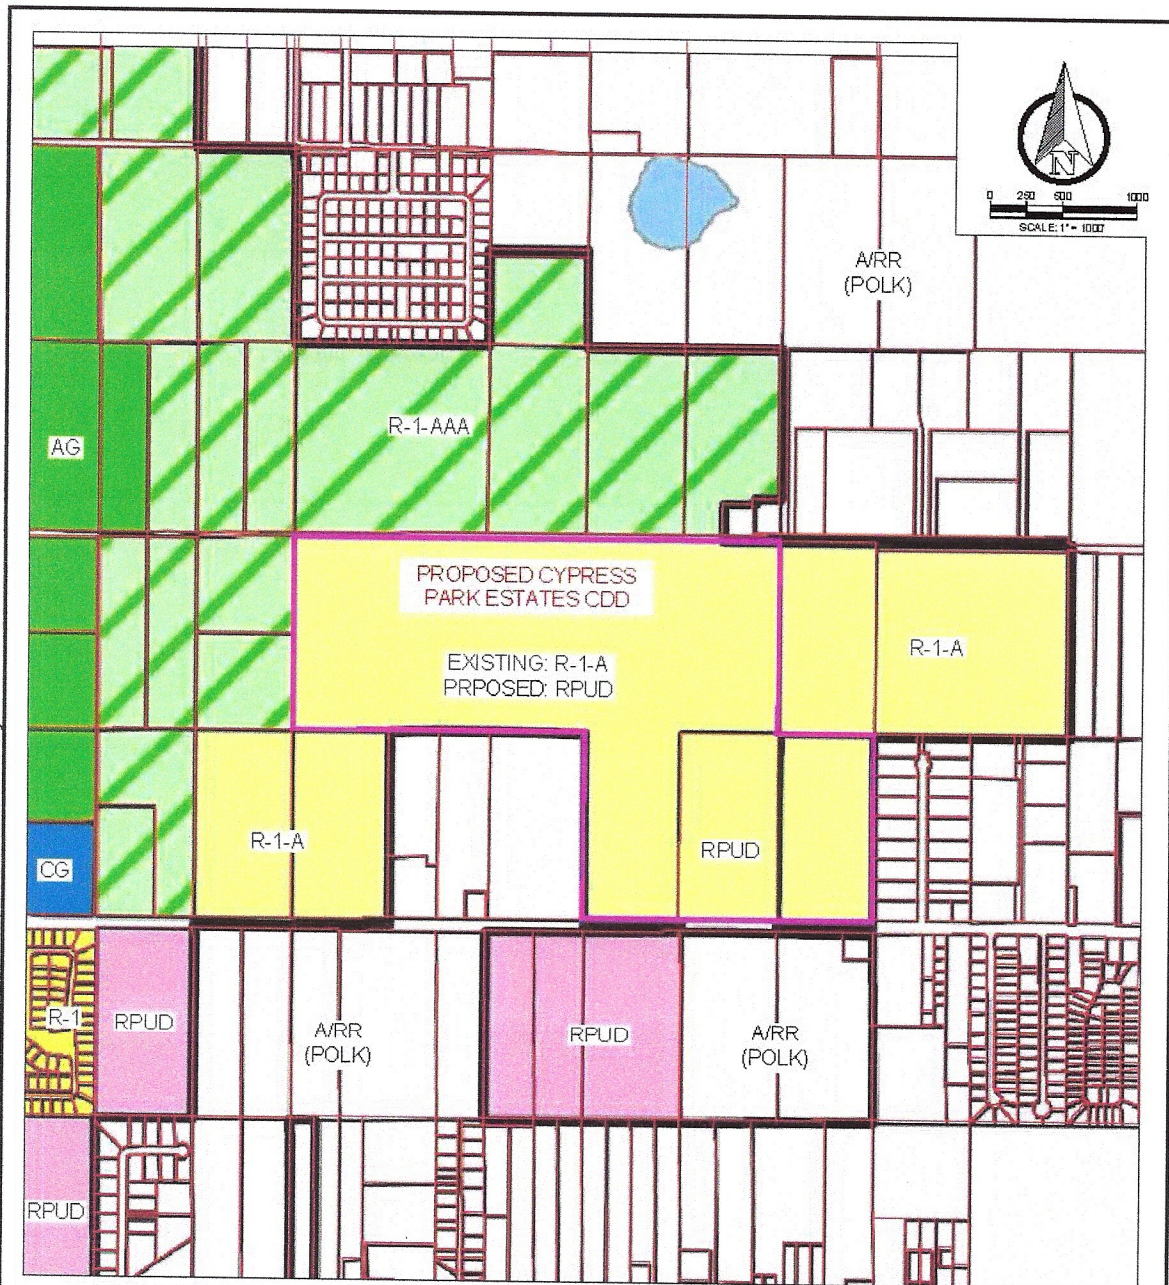 N
0 250 500 1000
SCALE: 1" = 1000'
A/RR
(POLK)
R-1-AAA
AG
PROPOSED CYPRESS
PARK ESTATES CDD
EXISTING: R-1-A
PRPOSED: RPUD
R-1-A
R-1-A
RPUD
CG
R-1
RPUD
A/RR
(POLK)
RPUD
A/RR
(POLK)
RPUD